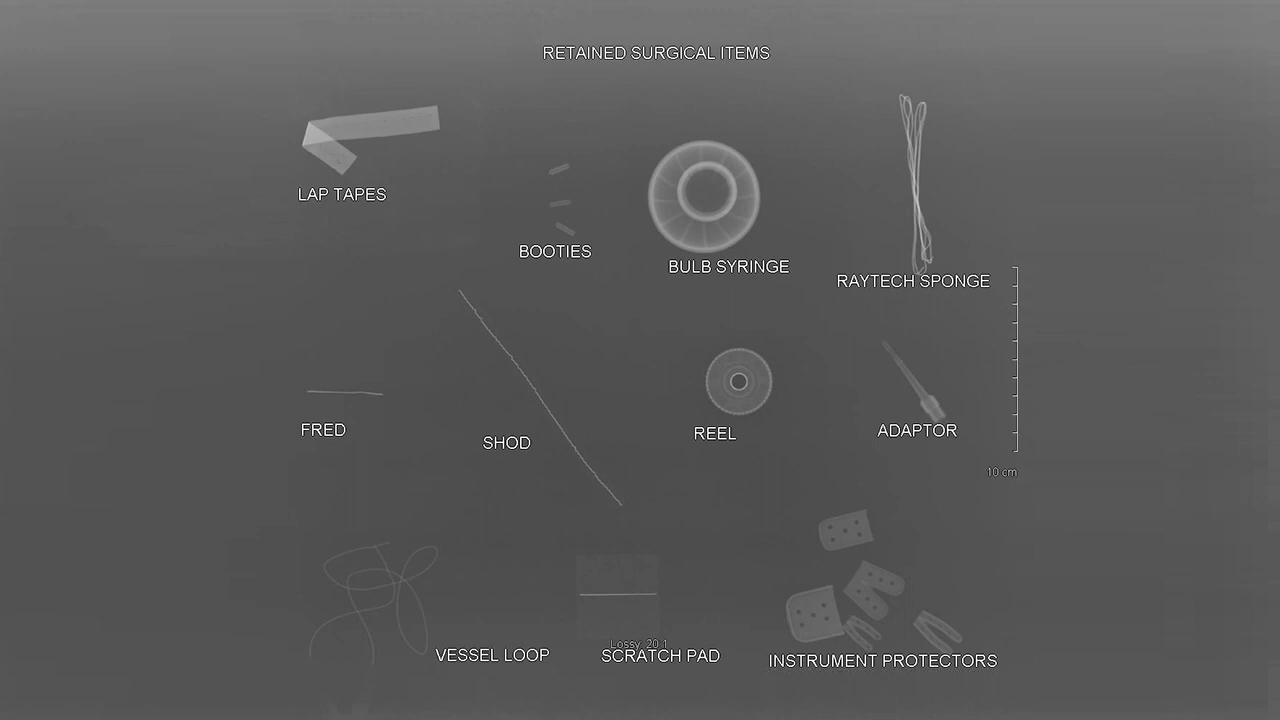 RETAINED SURGICAL ITEMS
LAP TAPES
BOOTIES
BULB SYRINGE
RAYTECH SPONGE
FRED
SHOD
REEL
ADAPTOR
10 cm
Lossy 20:1
VESSEL LOOP
SCRATCH PAD
INSTRUMENT PROTECTORS